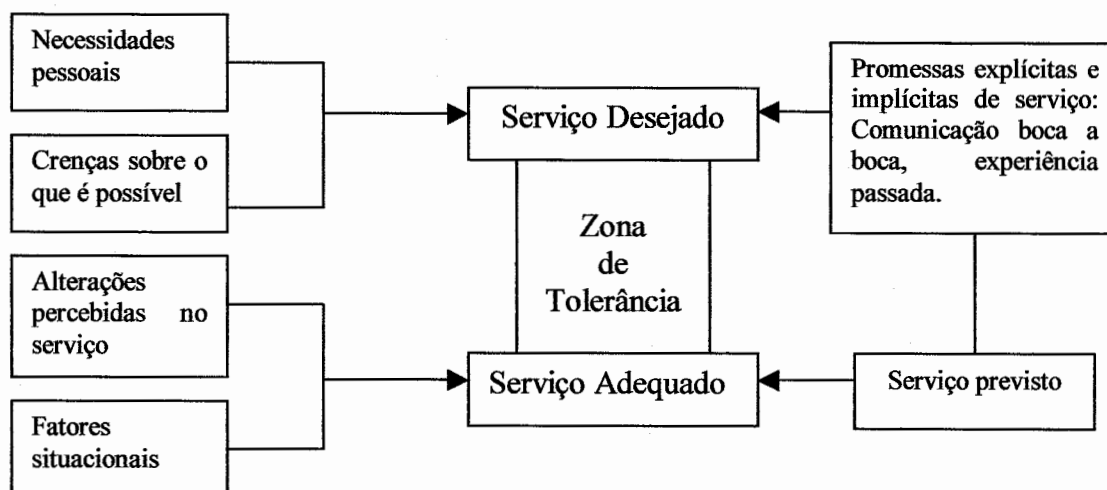 Necessidades
pessoais
Crenças sobre o
que é possível
Alterações
percebidas no
serviço
Fatores
situacionais
Serviço Desejado
Zona
de
Tolerância
Serviço Adequado
Promessas explícitas e
implícitas de serviço:
Comunicação boca a
boca, experiência
passada.
Serviço previsto